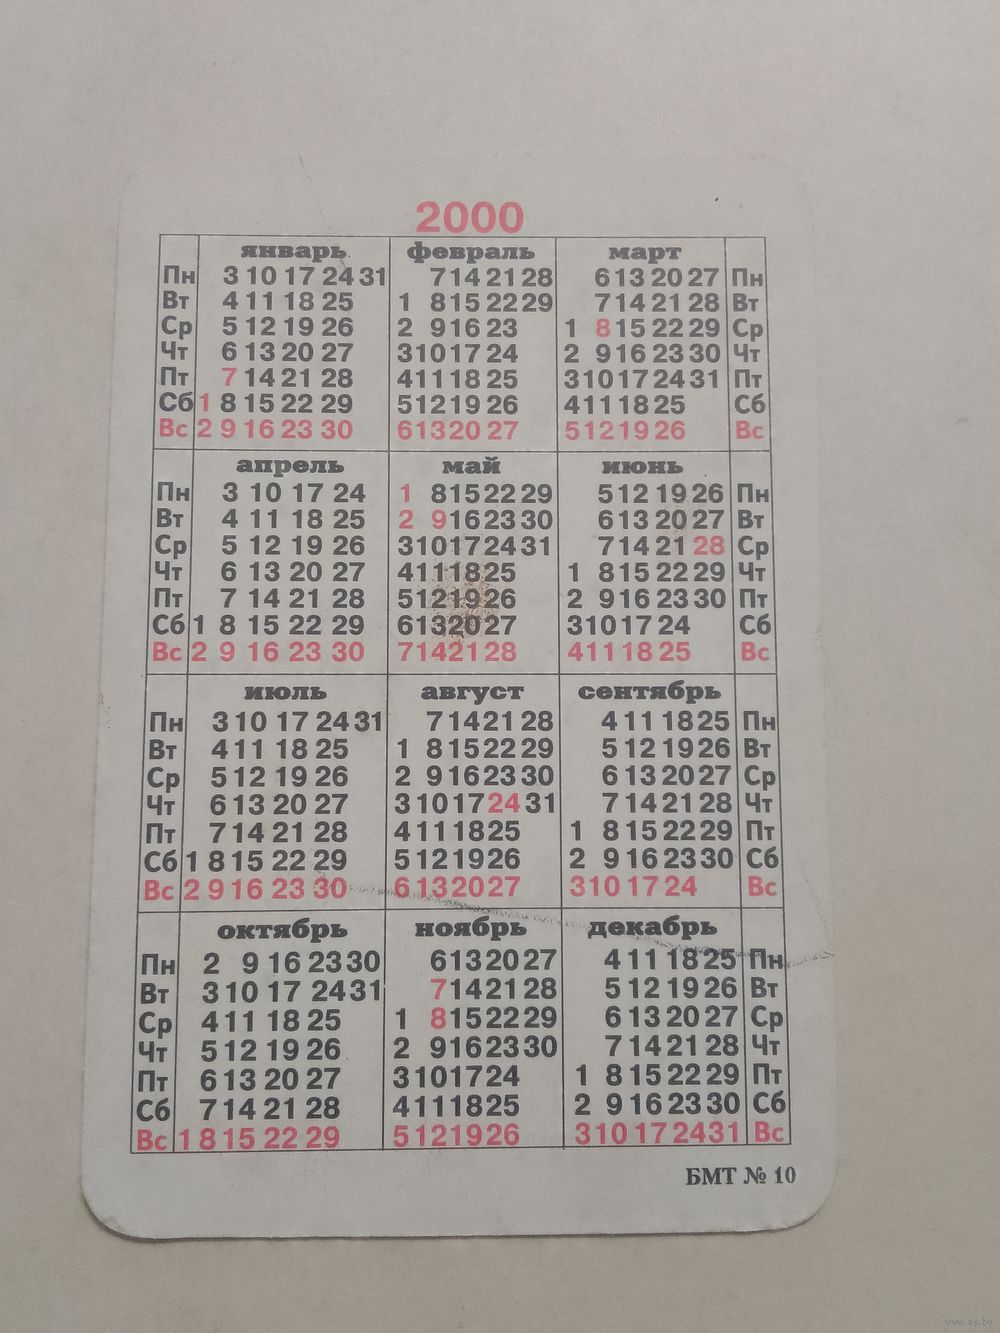 2000
январь февраль март
Пн 3 10 17 24 31 7 14 21 28 6 13 20 27 Пн
Вт 4 11 18 25 1 8 15 22 29 7 14 21 28 Вт
Ср 5 12 19 26 2 9 16 23 1 8 15 22 29 Ср
Чт 6 13 20 27 3 10 17 24 2 9 16 23 30 Чт
Пт 7 14 21 28 4 11 18 25 3 10 17 24 31 Пт
Сб 1 8 15 22 29 5 12 19 26 4 11 18 25 Сб
Вс 2 9 16 23 30 6 13 20 27 5 12 19 26 Вс
апрель май июнь
Пн 3 10 17 24 1 8 15 22 29 5 12 19 26 Пн
Вт 4 11 18 25 2 9 16 23 30 6 13 20 27 Вт
Ср 5 12 19 26 3 10 17 24 31 7 14 21 28 Ср
Чт 6 13 20 27 4 11 18 25 1 8 15 22 29 Чт
Пт 7 14 21 28 5 12 19 26 2 9 16 23 30 Пт
Сб 1 8 15 22 29 6 13 20 27 3 10 17 24 Сб
Вс 2 9 16 23 30 7 14 21 28 4 11 18 25 Вс
июль август сентябрь
Пн 3 10 17 24 31 7 14 21 28 4 11 18 25 Пн
Вт 4 11 18 25 1 8 15 22 29 5 12 19 26 Вт
Ср 5 12 19 26 2 9 16 23 30 6 13 20 27 Ср
Чт 6 13 20 27 3 10 17 24 31 7 14 21 28 Чт
Пт 7 14 21 28 4 11 18 25 1 8 15 22 29 Пт
Сб 1 8 15 22 29 5 12 19 26 2 9 16 23 30 Сб
Вс 2 9 16 23 30 6 13 20 27 3 10 17 24 Вс
октябрь ноябрь декабрь
Пн 2 9 16 23 30 6 13 20 27 4 11 18 25 Пн
Вт 3 10 17 24 31 7 14 21 28 5 12 19 26 Вт
Ср 4 11 18 25 1 8 15 22 29 6 13 20 27 Ср
Чт 5 12 19 26 2 9 16 23 30 7 14 21 28 Чт
Пт 6 13 20 27 3 10 17 24 1 8 15 22 29 Пт
Сб 7 14 21 28 4 11 18 25 2 9 16 23 30 Сб
Вс 1 8 15 22 29 5 12 19 26 3 10 17 24 31 Вс
БМТ № 10
www.ay.by